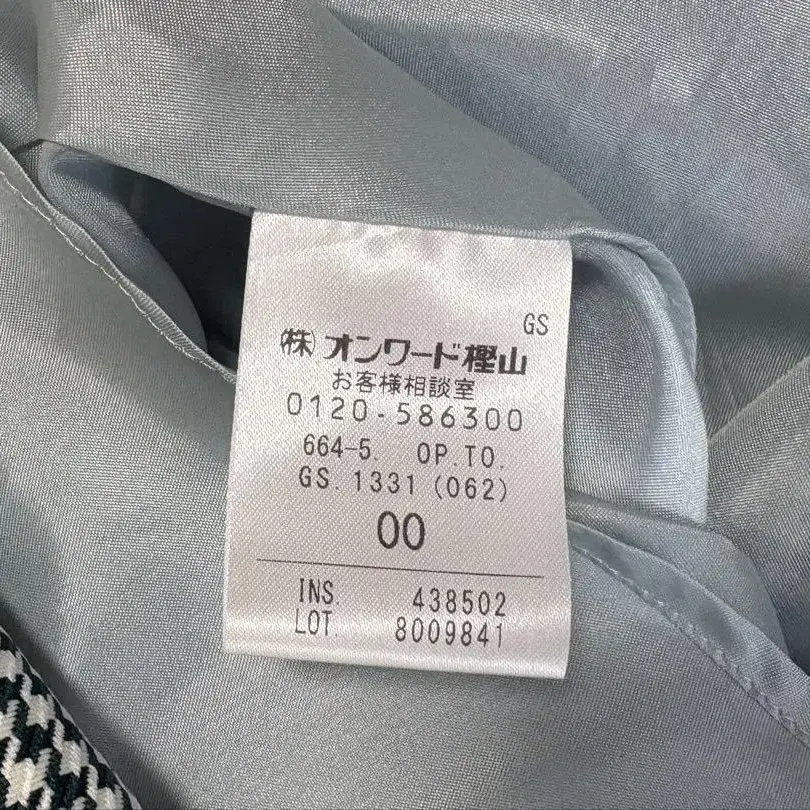 GS
(株)オンワード樫山
お客様相談室
0120-586300
664-5. OP.TO.
GS.1331(062)
00
INS. 438502
LOT. 8009841